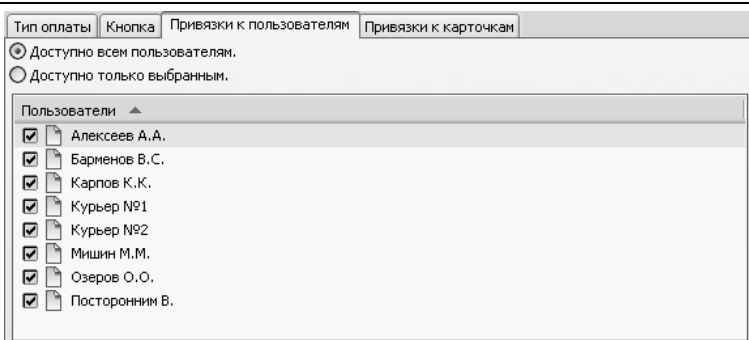 Тип оплаты Кнопка Привязки к пользователям Привязки к карточкам
Доступно всем пользователям.
Доступно только выбранным.
Пользователи
Алексеев А.А.
Барменов В.С.
Карпов К.К.
Курьер №1
Курьер №2
Мишин М.М.
Озеров О.О.
Посторонним В.